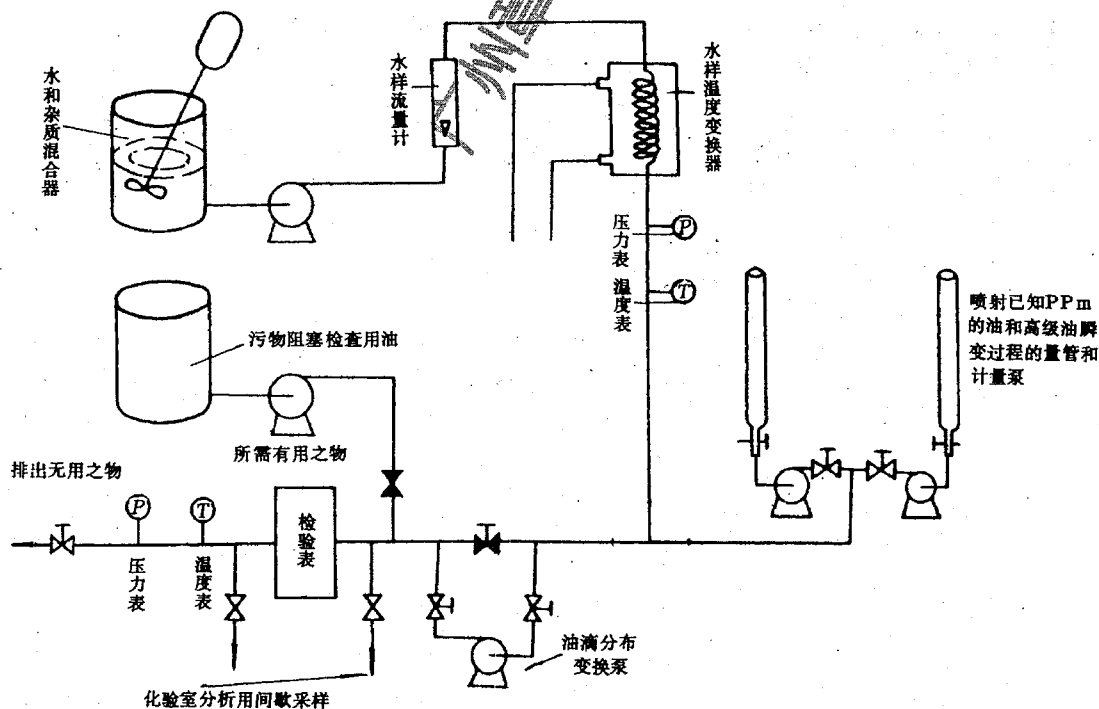 水和杂质混合器
水样流量计
水样温度变换器
压力表
P
温度表
T
喷射已知PPm
的油和高级油瞬
变过程的量管和
计量泵
污物阻塞检查用油
所需有用之物
排出无用之物
P
T
压力表
温度表
检验表
油滴分布
变换泵
化验室分析用间歇采样